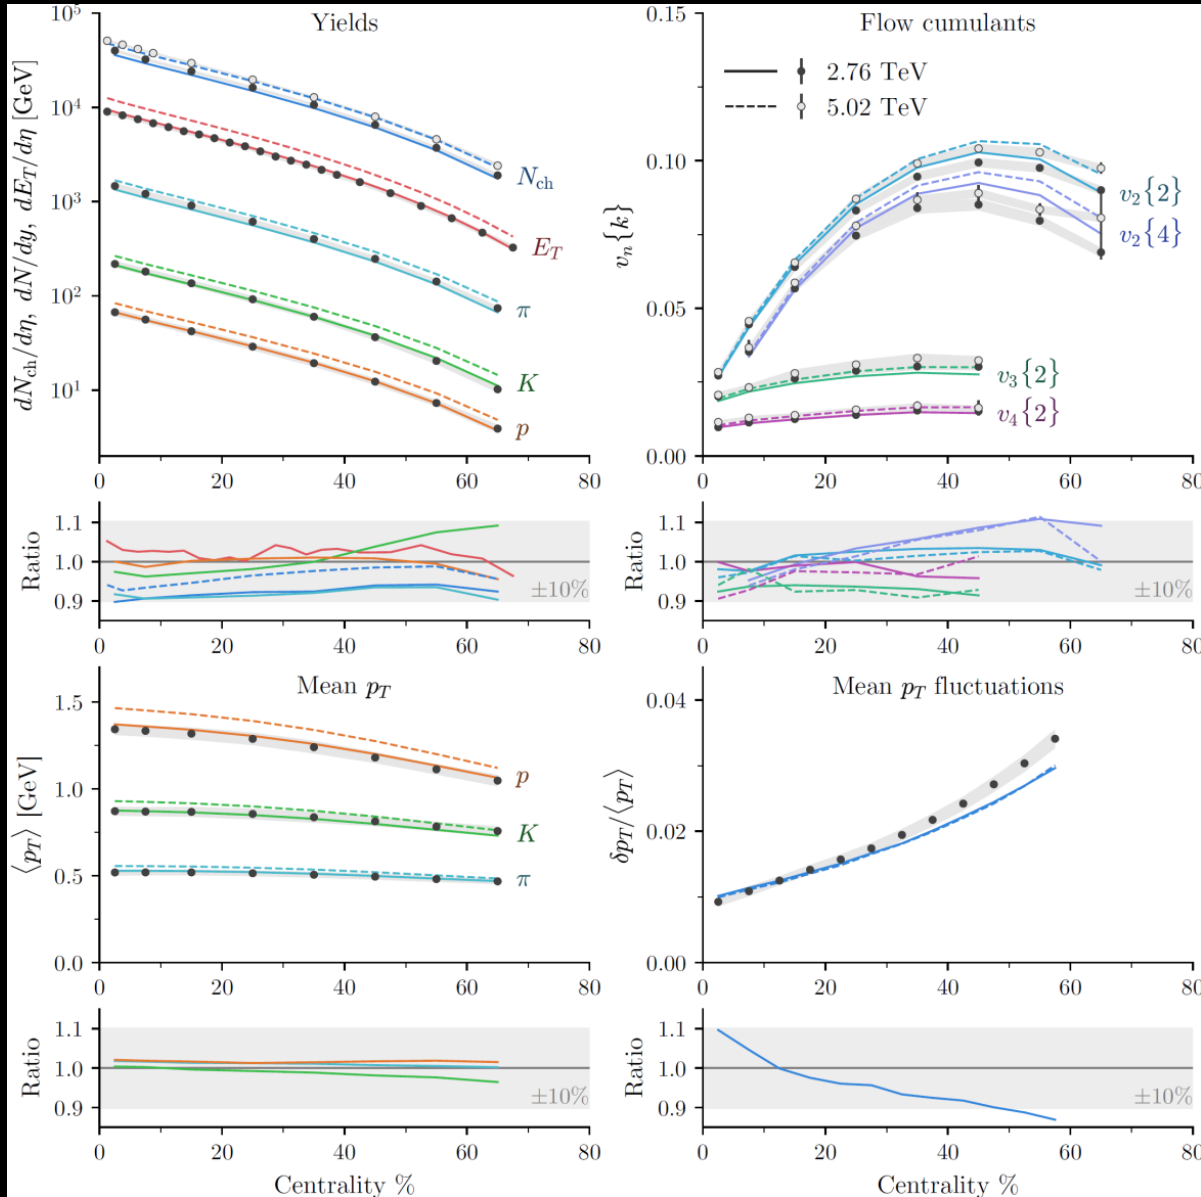 Yields
dN_ch/dη, dN/dy, dE_T/dη [GeV]
10^5
10^4
10^3
10^2
10^1
N_ch
E_T
π
K
p
0 20 40 60 80
Ratio
1.1
1.0
0.9
±10%
0 20 40 60 80
Flow cumulants
v_n{k}
0.15
0.10
0.05
0.00
2.76 TeV
5.02 TeV
v_2{2}
v_2{4}
v_3{2}
v_4{2}
0 20 40 60 80
Ratio
1.1
1.0
0.9
±10%
0 20 40 60 80
Mean p_T
⟨p_T⟩ [GeV]
1.5
1.0
0.5
0.0
p
K
π
0 20 40 60 80
Ratio
1.1
1.0
0.9
±10%
0 20 40 60 80
Centrality %
Mean p_T fluctuations
δp_T/⟨p_T⟩
0.04
0.02
0.00
0 20 40 60 80
Ratio
1.1
1.0
0.9
±10%
0 20 40 60 80
Centrality %